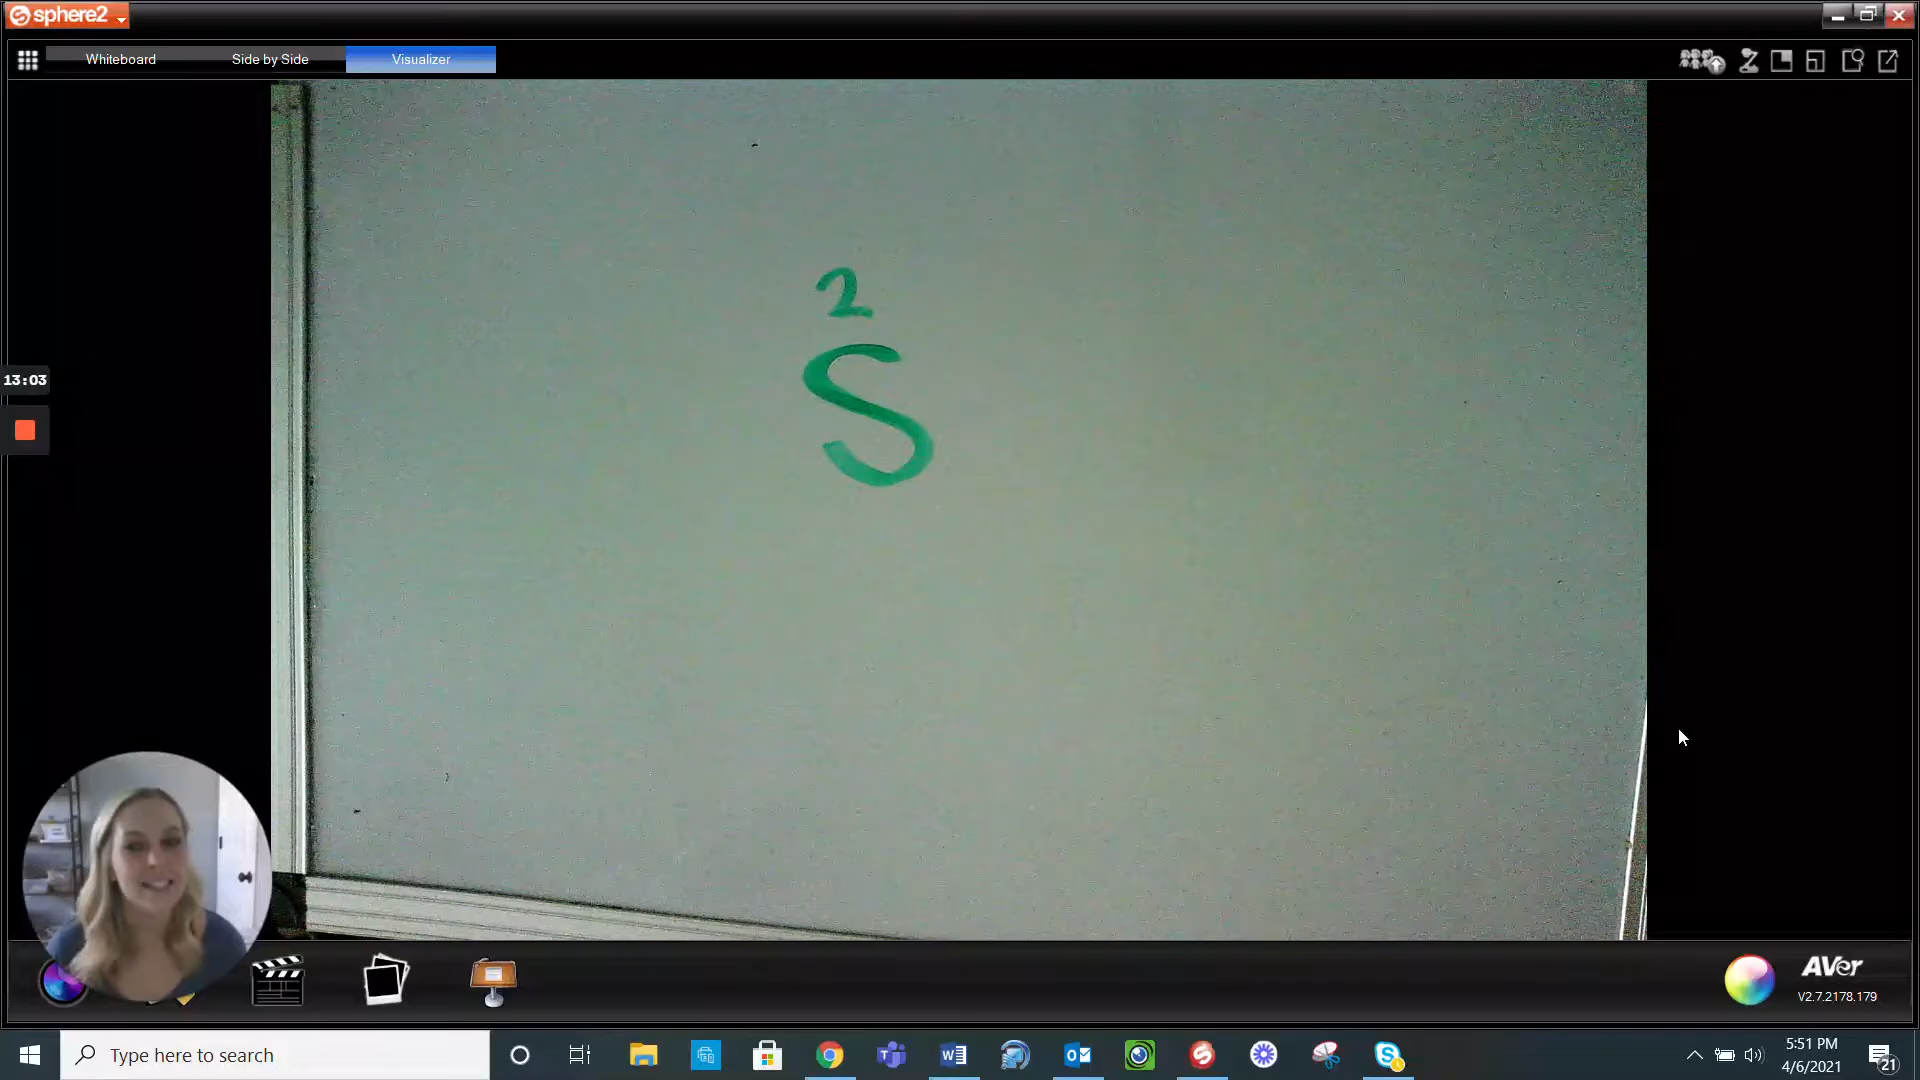 sphere2
Whiteboard
Side by Side
Visualizer
2
S
13:03
AVer
V2.7.2178.179
Type here to search
5:51 PM
4/6/2021
21